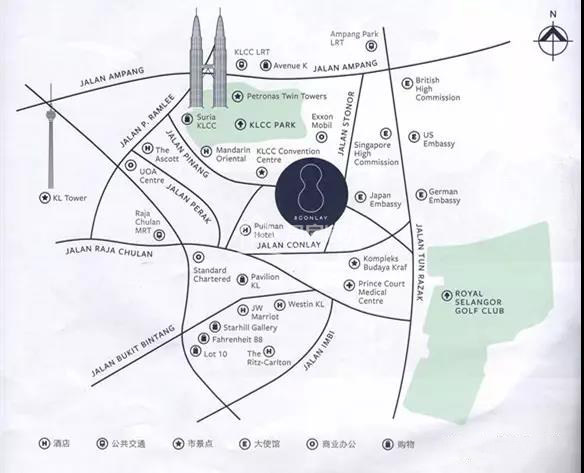 N
Ampang Park
LRT
KLCC LRT
Avenue K
JALAN AMPANG
JALAN AMPANG
British
High
Commission
Petronas Twin Towers
JALAN P. RAMLEE
Suria
KLCC
KLCC PARK
Exxon
Mobil
JALAN STONOR
Singapore
High
Commission
US
Embassy
JALAN PINANG
The
Ascott
Mandarin
Oriental
KLCC Convention
Centre
UOA
Centre
KL Tower
JALAN PERAK
8CONLAY
Japan
Embassy
German
Embassy
Raja
Chulan
MRT
Pullman
Hotel
JALAN CONLAY
JALAN RAJA CHULAN
JALAN TUN RAZAK
Standard
Chartered
Pavilion
KL
Kompleks
Budaya Kraf
Prince Court
Medical
Centre
ROYAL
SELANGOR
GOLF CLUB
JW
Marriot
Westin KL
Starhill Gallery
Fahrenheit 88
JALAN BUKIT BINTANG
Lot 10
The
Ritz-Carlton
JALAN IMBI
H 酒店
公共交通
市景点
E 大使馆
商业办公
购物